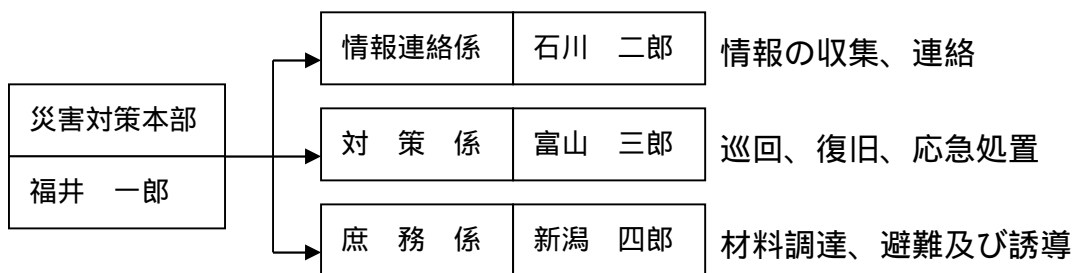 災害対策本部
福井　一郎
情報連絡係　石川　二郎　情報の収集、連絡
対　策　係　富山　三郎　巡回、復旧、応急処置
庶　務　係　新潟　四郎　材料調達、避難及び誘導